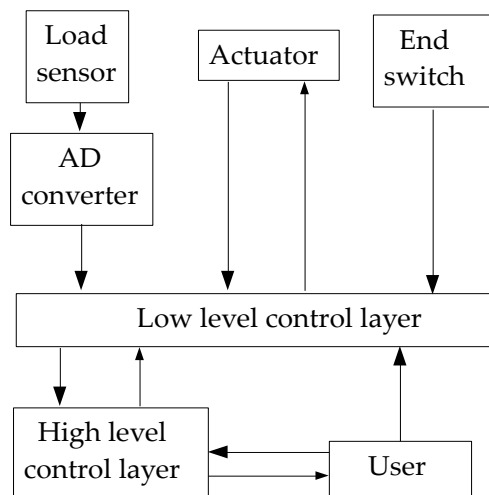 Load
sensor
Actuator
End
switch
AD
converter
Low level control layer
High level
control layer
User